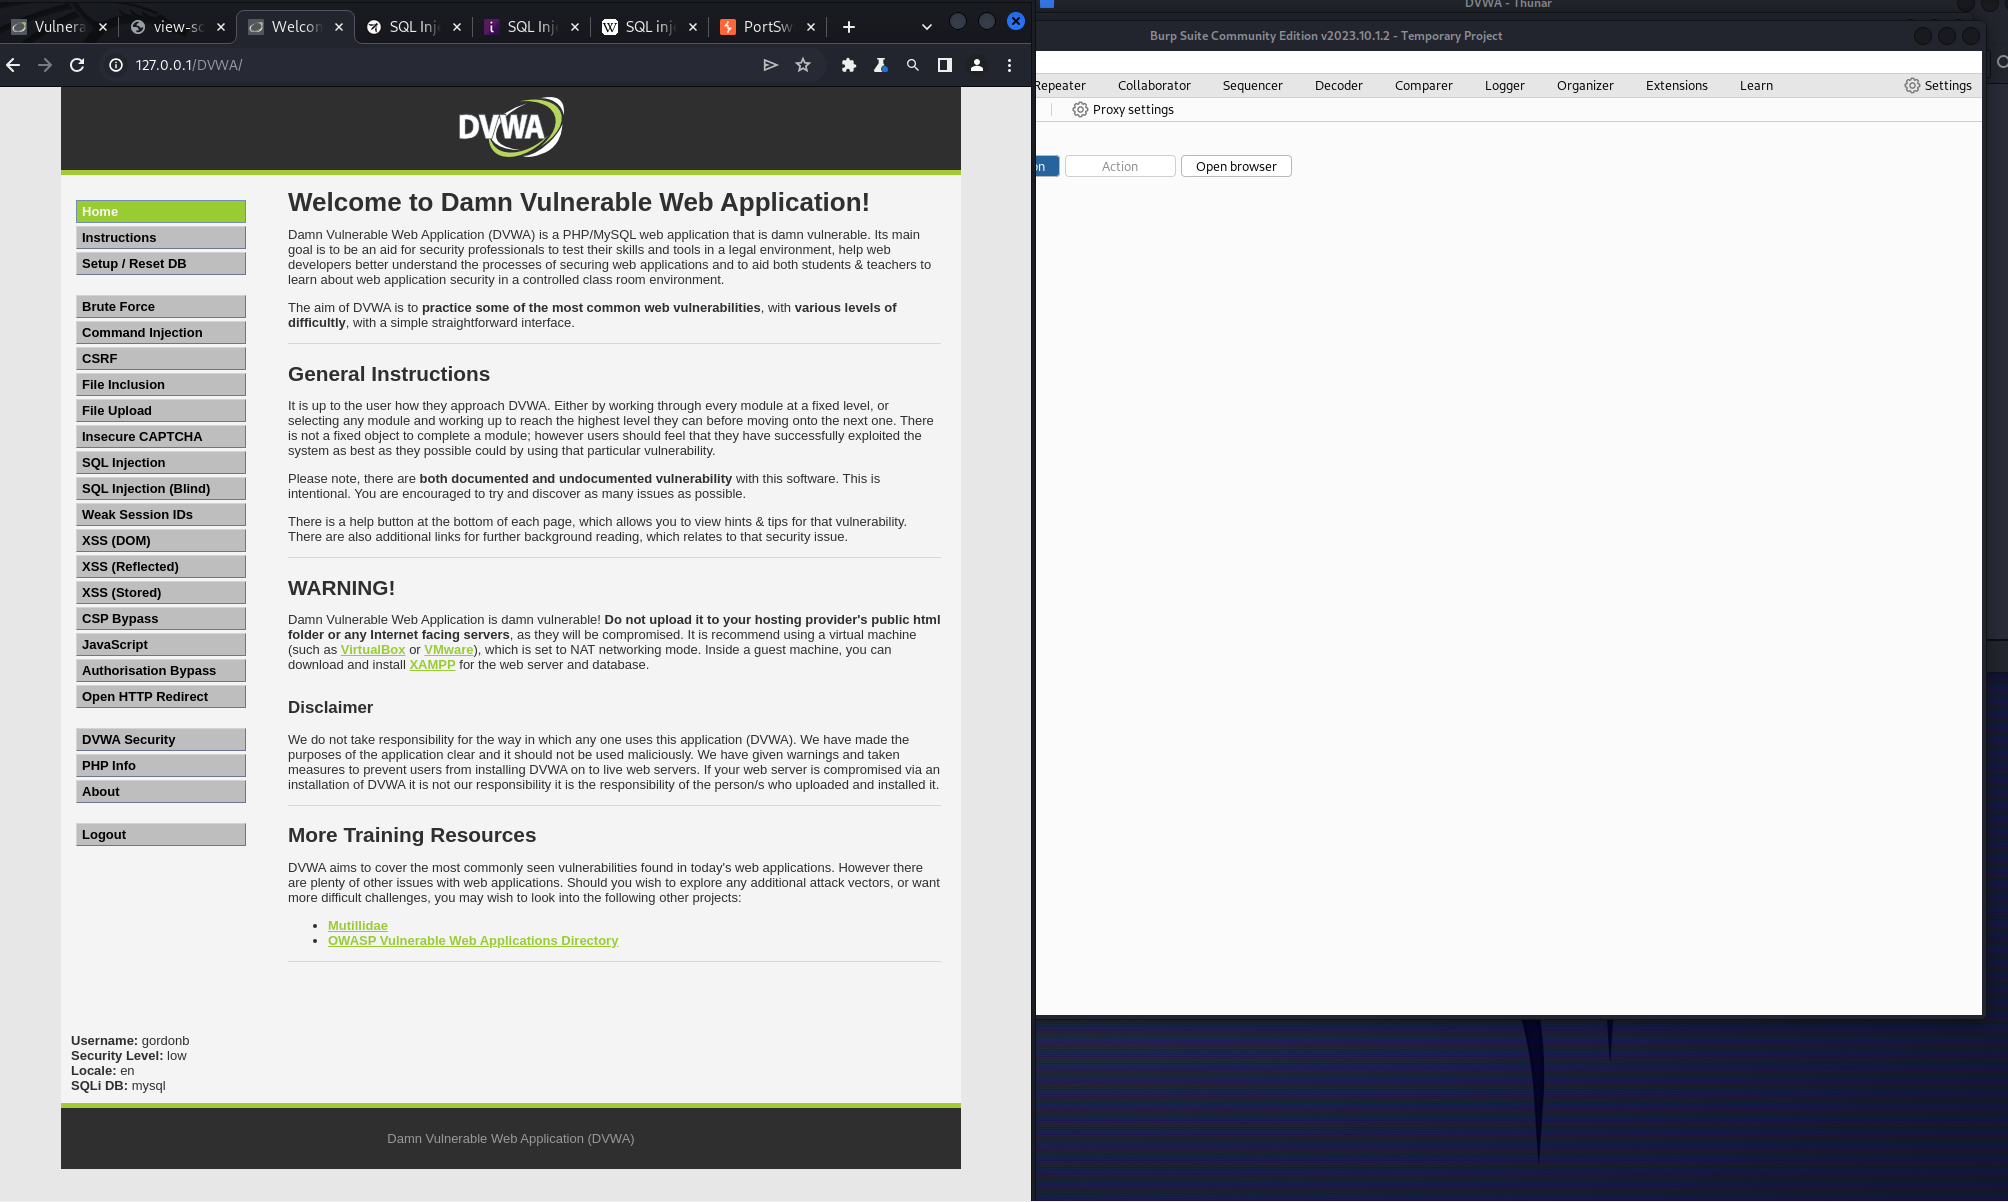 Vulnera
view-sc
Welcom
SQL Inj
SQL Inj
SQL inj
PortSw
127.0.0.1/DVWA/
DVWA
Home
Instructions
Setup / Reset DB
Brute Force
Command Injection
CSRF
File Inclusion
File Upload
Insecure CAPTCHA
SQL Injection
SQL Injection (Blind)
Weak Session IDs
XSS (DOM)
XSS (Reflected)
XSS (Stored)
CSP Bypass
JavaScript
Authorisation Bypass
Open HTTP Redirect
DVWA Security
PHP Info
About
Logout
Welcome to Damn Vulnerable Web Application!
Damn Vulnerable Web Application (DVWA) is a PHP/MySQL web application that is damn vulnerable. Its main
goal is to be an aid for security professionals to test their skills and tools in a legal environment, help web
developers better understand the processes of securing web applications and to aid both students & teachers to
learn about web application security in a controlled class room environment.
The aim of DVWA is to practice some of the most common web vulnerabilities, with various levels of
difficultly, with a simple straightforward interface.
General Instructions
It is up to the user how they approach DVWA. Either by working through every module at a fixed level, or
selecting any module and working up to reach the highest level they can before moving onto the next one. There
is not a fixed object to complete a module; however users should feel that they have successfully exploited the
system as best as they possible could by using that particular vulnerability.
Please note, there are both documented and undocumented vulnerability with this software. This is
intentional. You are encouraged to try and discover as many issues as possible.
There is a help button at the bottom of each page, which allows you to view hints & tips for that vulnerability.
There are also additional links for further background reading, which relates to that security issue.
WARNING!
Damn Vulnerable Web Application is damn vulnerable! Do not upload it to your hosting provider's public html
folder or any Internet facing servers, as they will be compromised. It is recommend using a virtual machine
(such as VirtualBox or VMware), which is set to NAT networking mode. Inside a guest machine, you can
download and install XAMPP for the web server and database.
Disclaimer
We do not take responsibility for the way in which any one uses this application (DVWA). We have made the
purposes of the application clear and it should not be used maliciously. We have given warnings and taken
measures to prevent users from installing DVWA on to live web servers. If your web server is compromised via an
installation of DVWA it is not our responsibility it is the responsibility of the person/s who uploaded and installed it.
More Training Resources
DVWA aims to cover the most commonly seen vulnerabilities found in today's web applications. However there
are plenty of other issues with web applications. Should you wish to explore any additional attack vectors, or want
more difficult challenges, you may wish to look into the following other projects:
• Mutillidae
• OWASP Vulnerable Web Applications Directory
Username: gordonb
Security Level: low
Locale: en
SQLi DB: mysql
Damn Vulnerable Web Application (DVWA)
DVWA - Thunar
Burp Suite Community Edition v2023.10.1.2 - Temporary Project
Repeater Collaborator Sequencer Decoder Comparer Logger Organizer Extensions Learn Settings
Proxy settings
on Action Open browser